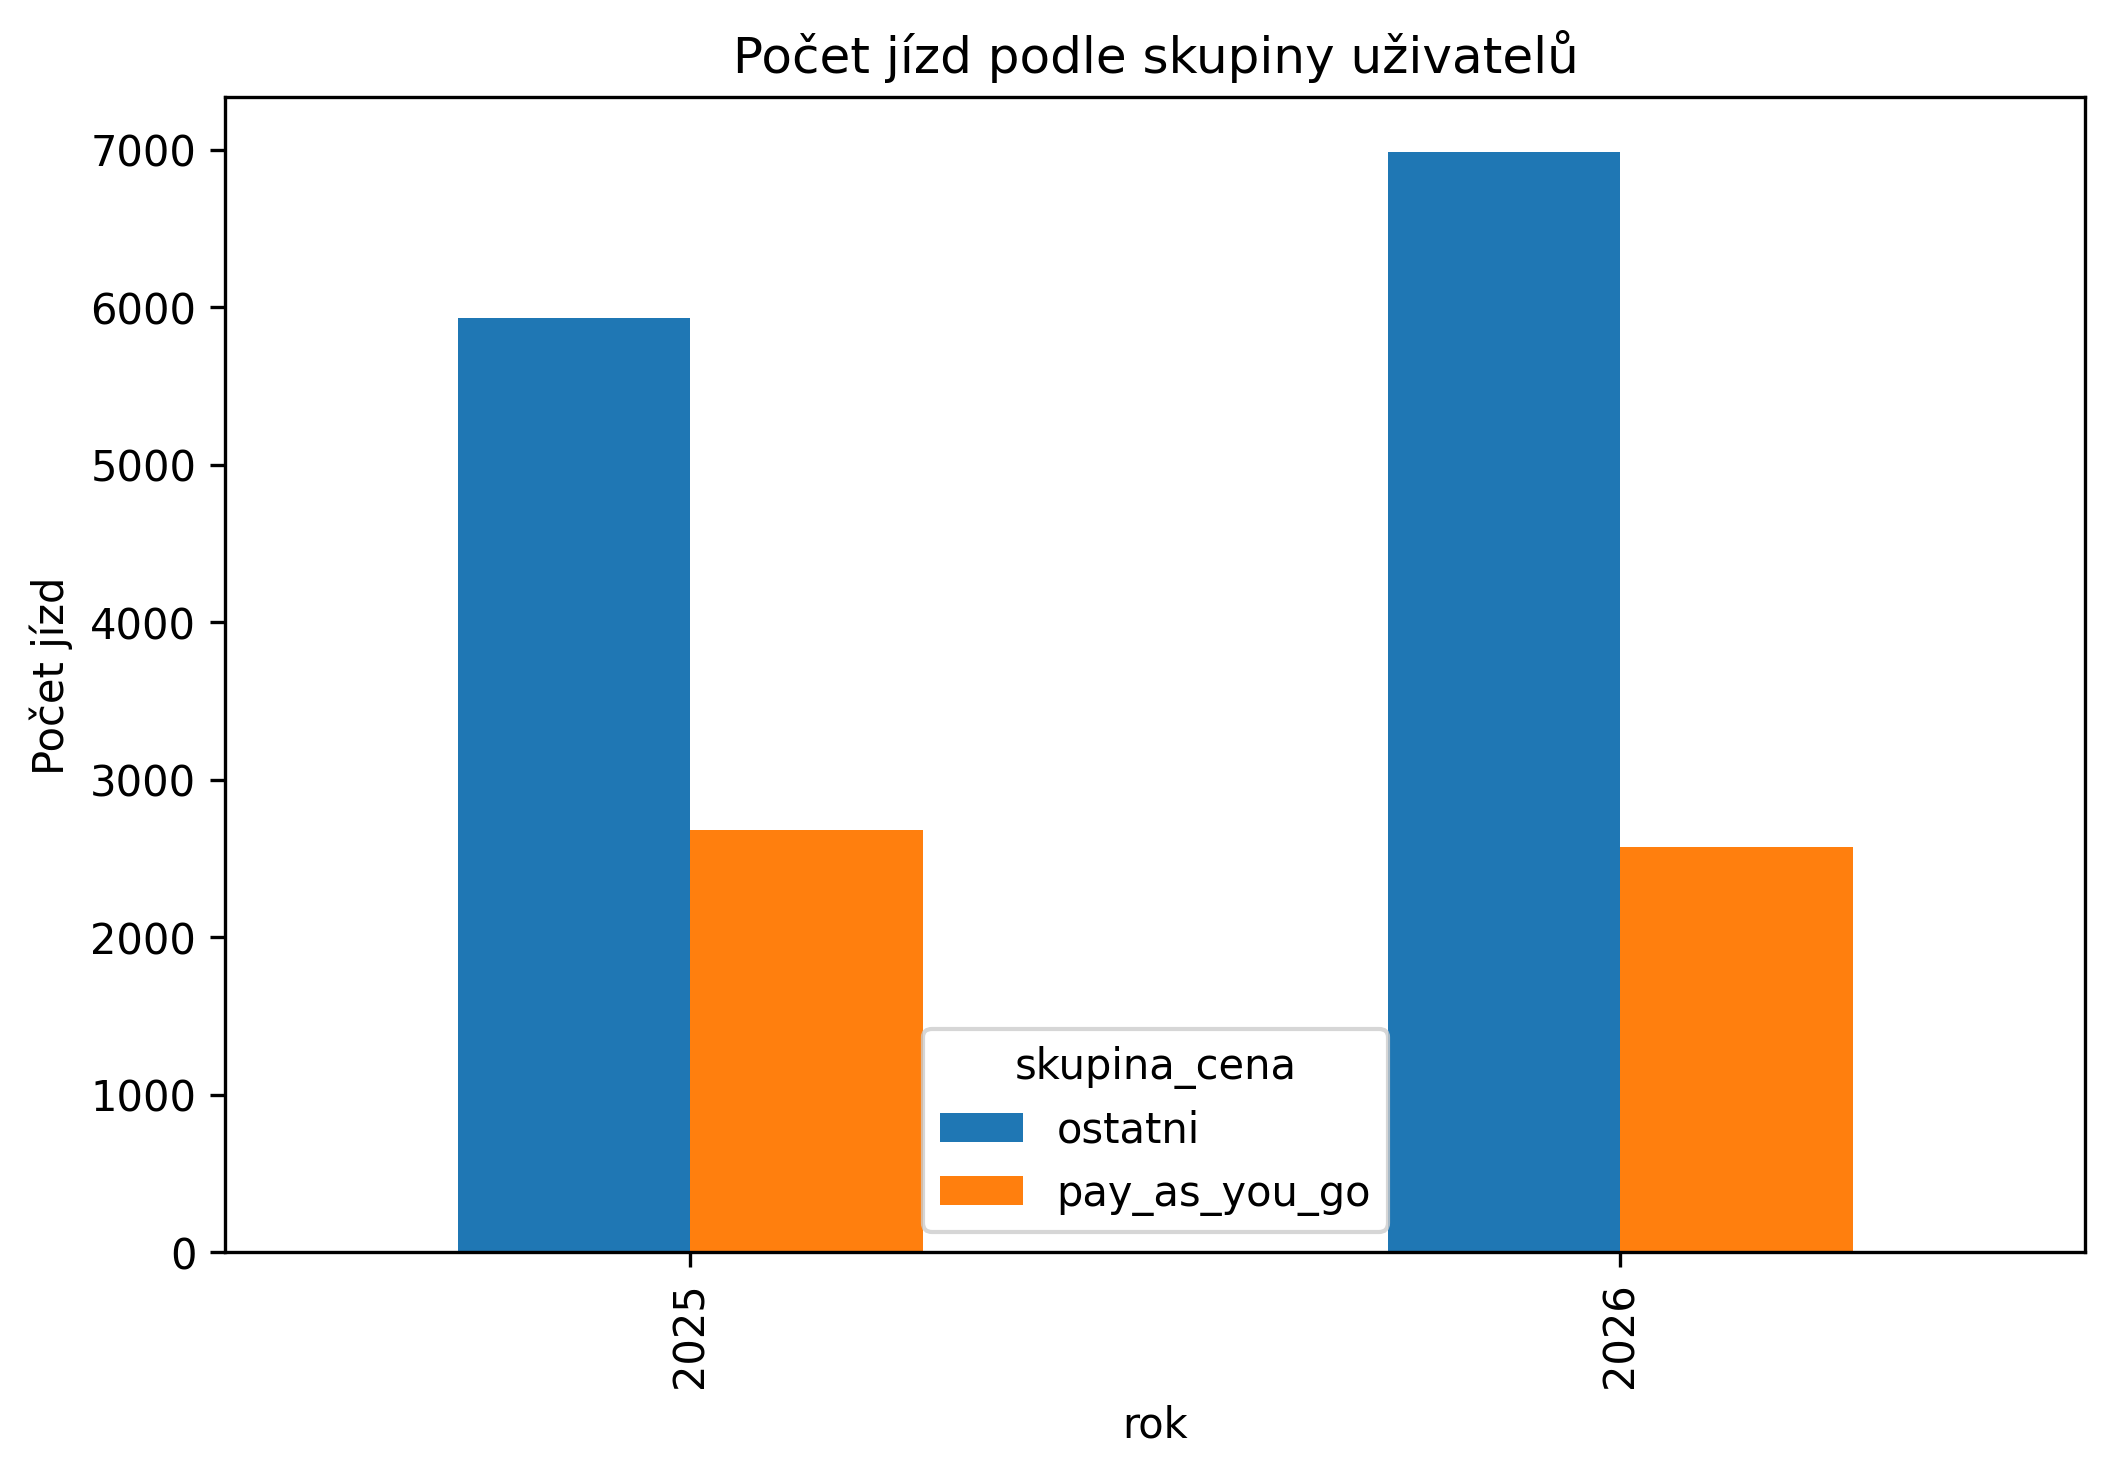 Počet jízd podle skupiny uživatelů
Počet jízd
7000
6000
5000
4000
3000
2000
1000
0
skupina_cena
ostatni
pay_as_you_go
2025
2026
rok